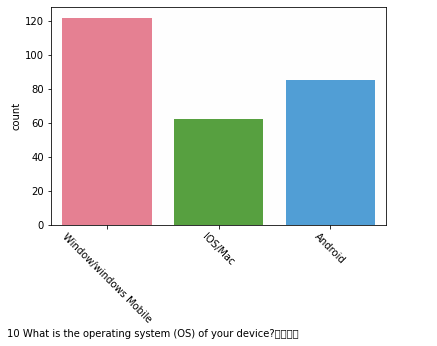 120
100
80
60
40
20
0
count
Window/windows Mobile
IOS/Mac
Android
10 What is the operating system (OS) of your device?